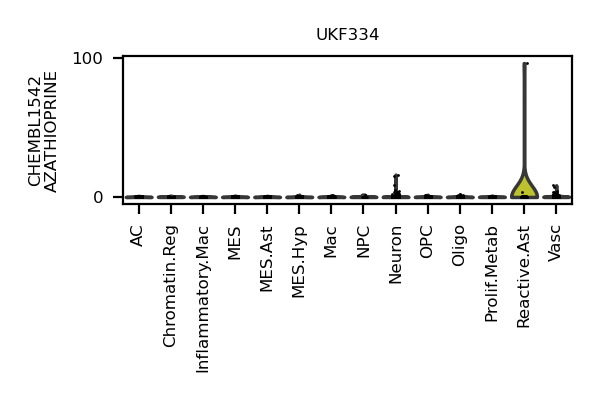 UKF334
CHEMBL1542
AZATHIOPRINE
100
0
AC
Chromatin.Reg
Inflammatory.Mac
MES
MES.Ast
MES.Hyp
Mac
NPC
Neuron
OPC
Oligo
Prolif.Metab
Reactive.Ast
Vasc